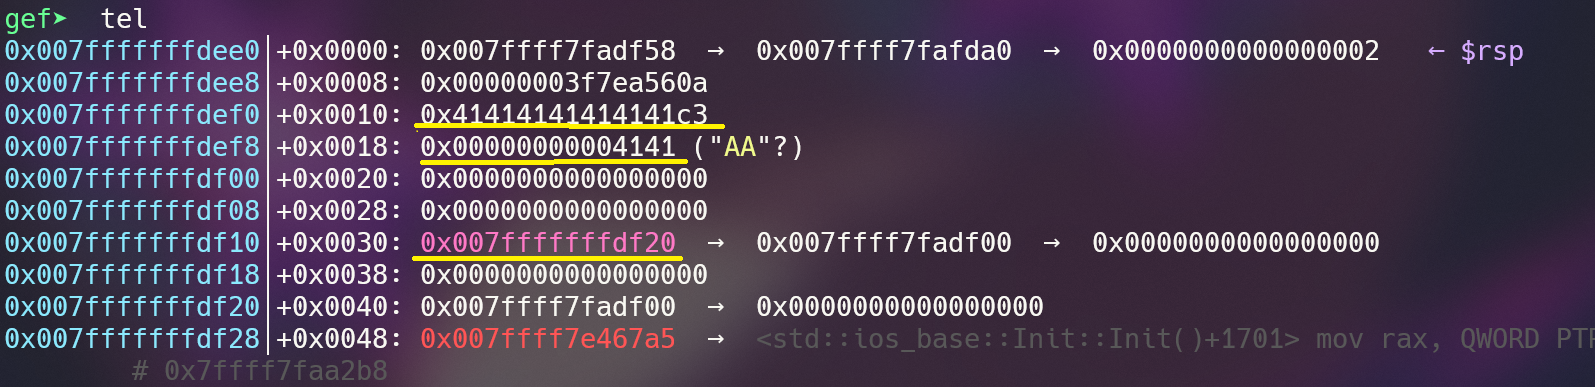 gef➤  tel
0x007fffffffdee0│+0x0000: 0x007ffff7fadf58  →  0x007ffff7fafda0  →  0x0000000000000002   ← $rsp
0x007fffffffdee8│+0x0008: 0x00000003f7ea560a
0x007fffffffdef0│+0x0010: 0x41414141414141c3
0x007fffffffdef8│+0x0018: 0x00000000004141 ("AA"?)
0x007fffffffdf00│+0x0020: 0x0000000000000000
0x007fffffffdf08│+0x0028: 0x0000000000000000
0x007fffffffdf10│+0x0030: 0x007fffffffdf20  →  0x007ffff7fadf00  →  0x0000000000000000
0x007fffffffdf18│+0x0038: 0x0000000000000000
0x007fffffffdf20│+0x0040: 0x007ffff7fadf00  →  0x0000000000000000
0x007fffffffdf28│+0x0048: 0x007ffff7e467a5  →  <std::ios_base::Init::Init()+1701> mov rax, QWORD PTR
# 0x7ffff7faa2b8